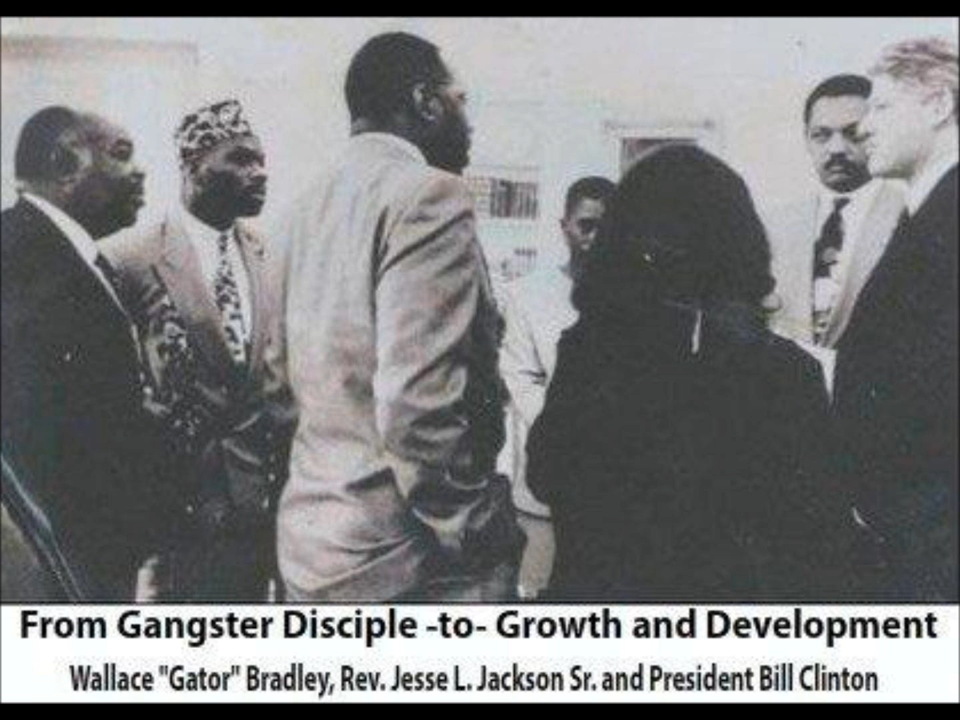 From Gangster Disciple -to- Growth and Development
Wallace "Gator" Bradley, Rev. Jesse L. Jackson Sr. and President Bill Clinton